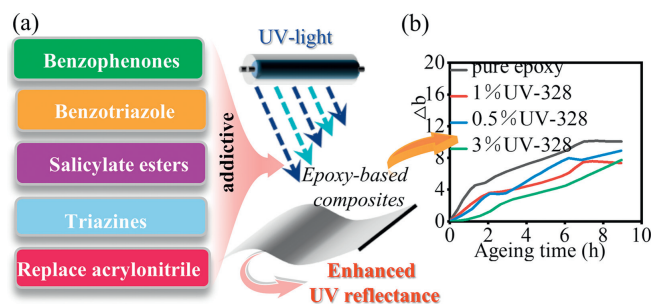 (a)
Benzophenones
Benzotriazole
Salicylate esters
Triazines
Replace acrylonitrile
addictive
UV-light
Epoxy-based
composites
Enhanced
UV reflectance
(b)
Δb
20
16
12
8
4
0
pure epoxy
1%UV-328
0.5%UV-328
3%UV-328
0 2 4 6 8 10
Ageing time (h)